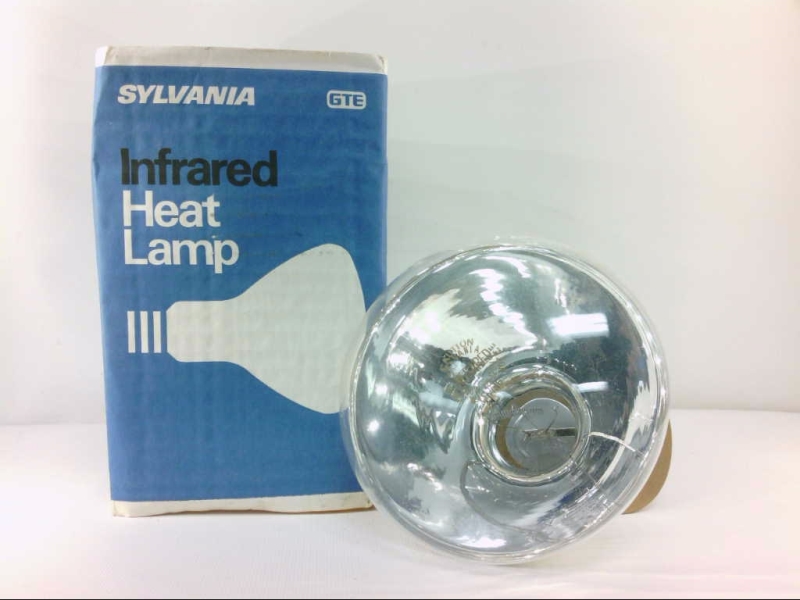 SYLVANIA
GTE
Infrared
Heat
Lamp